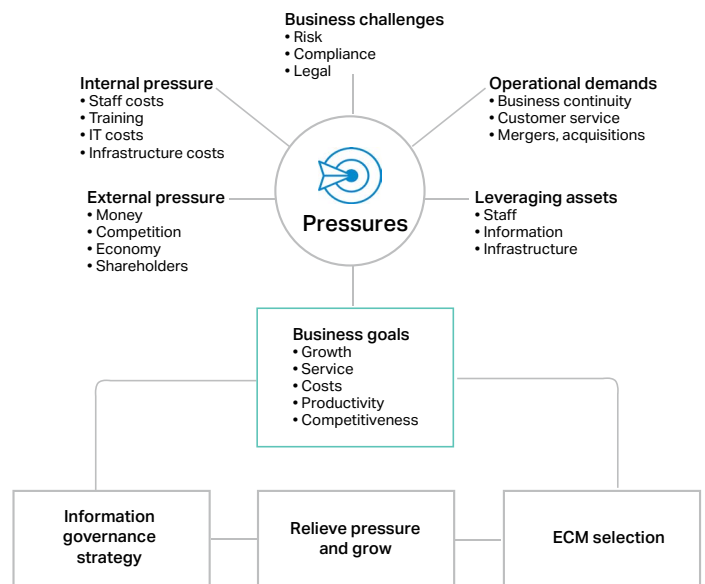 Business challenges
• Risk
• Compliance
• Legal
Internal pressure
• Staff costs
• Training
• IT costs
• Infrastructure costs
Operational demands
• Business continuity
• Customer service
• Mergers, acquisitions
External pressure
• Money
• Competition
• Economy
• Shareholders
Pressures
Leveraging assets
• Staff
• Information
• Infrastructure
Business goals
• Growth
• Service
• Costs
• Productivity
• Competitiveness
Information
governance
strategy
Relieve pressure
and grow
ECM selection